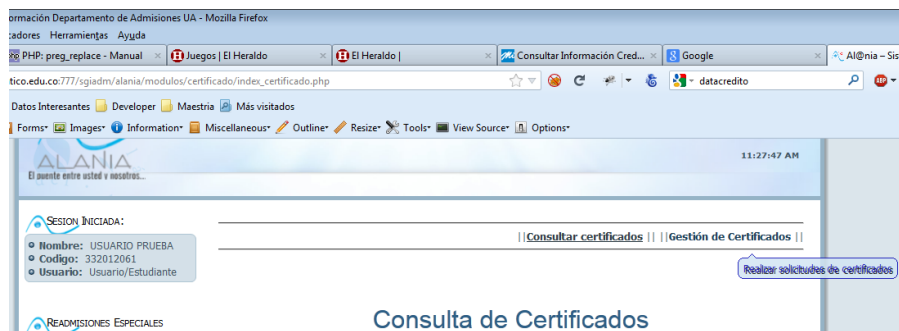 ormación Departamento de Admisiones UA - Mozilla Firefox
cadores Herramientas Ayuda
PHP: preg_replace - Manual × Juegos | El Heraldo × El Heraldo | × Consultar Información Cred... × Google × Al@nia – Sis
tico.edu.co:777/sgiadm/alania/modulos/certificado/index_certificado.php datacredito
Datos Interesantes Developer Maestria Más visitados
Forms Images Information Miscellaneous Outline Resize Tools View Source Options
ALANIA
El puente entre usted y nosotros...
11:27:47 AM
SESION INICIADA:
||Consultar certificados || ||Gestión de Certificados ||
Nombre: USUARIO PRUEBA
Codigo: 332012061
Usuario: Usuario/Estudiante
Realizar solicitudes de certificados
READMISIONES ESPECIALES
Consulta de Certificados